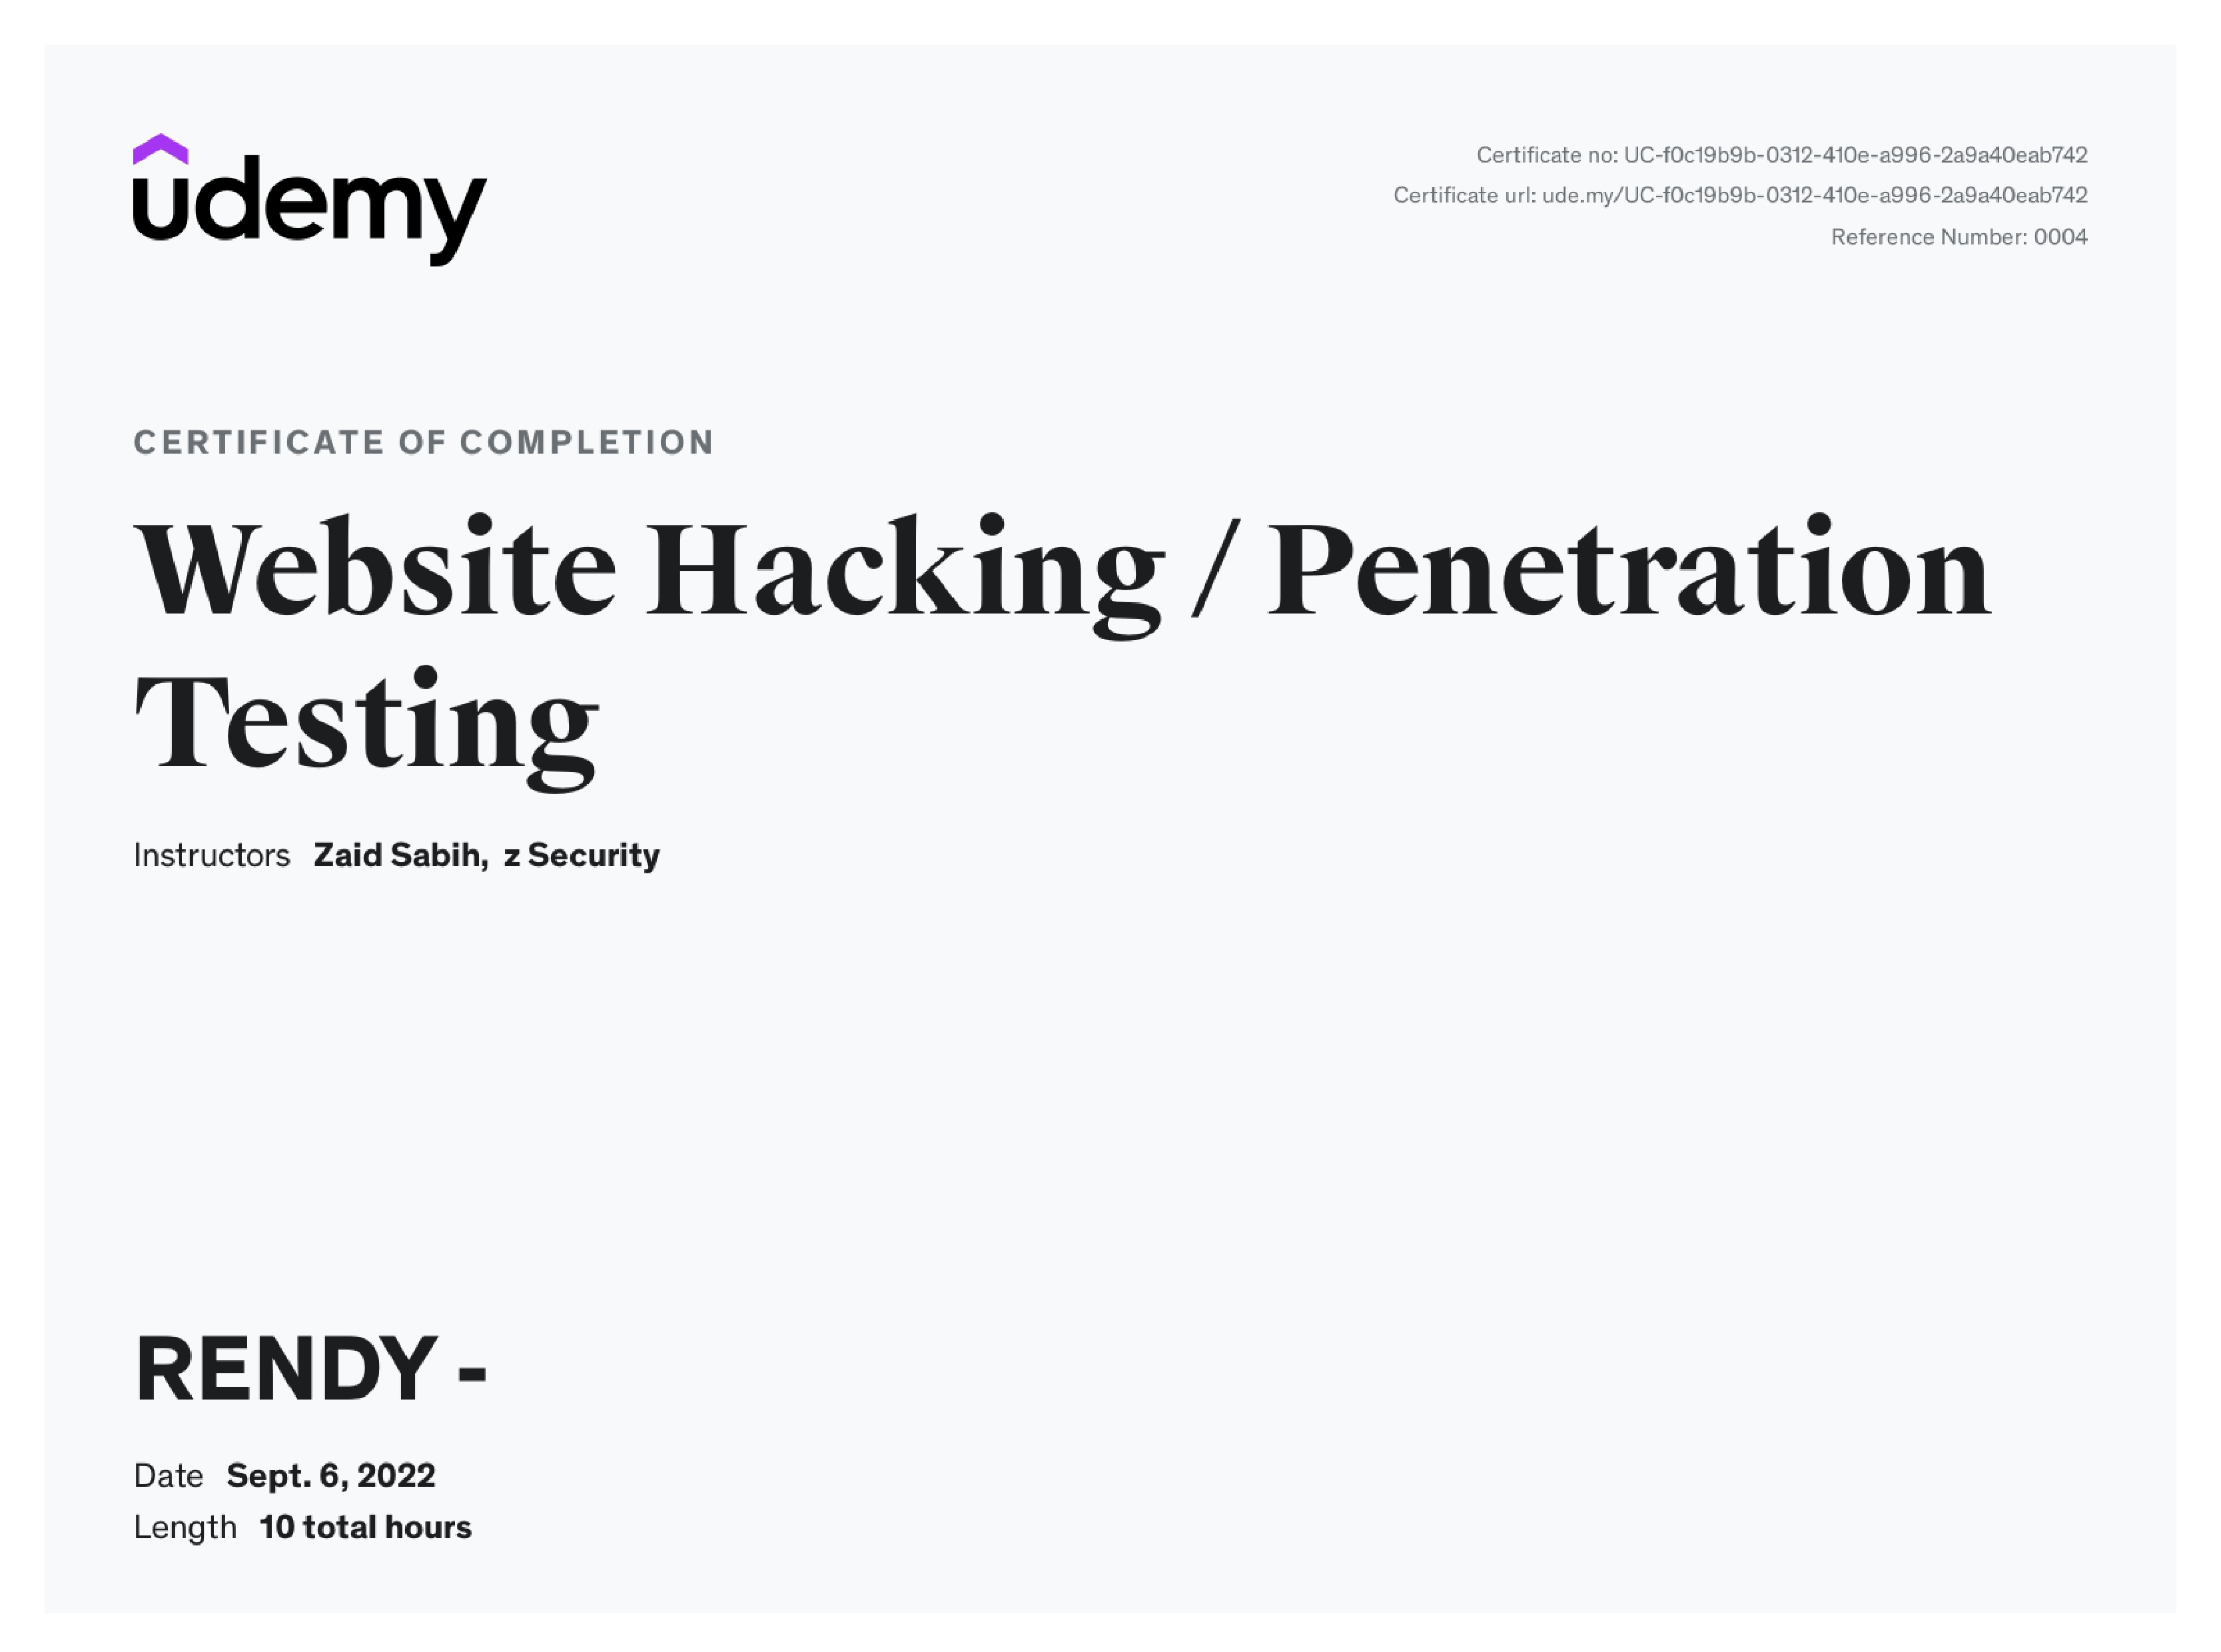 udemy
Certificate no: UC-f0c19b9b-0312-410e-a996-2a9a40eab742
Certificate url: ude.my/UC-f0c19b9b-0312-410e-a996-2a9a40eab742
Reference Number: 0004
CERTIFICATE OF COMPLETION
Website Hacking / Penetration
Testing
Instructors Zaid Sabih, z Security
RENDY -
Date Sept. 6, 2022
Length 10 total hours